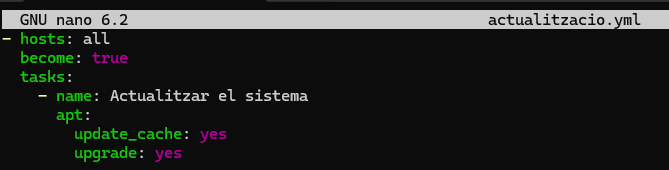 GNU nano 6.2 actualitzacio.yml
- hosts: all
  become: true
  tasks:
    - name: Actualitzar el sistema
      apt:
        update_cache: yes
        upgrade: yes